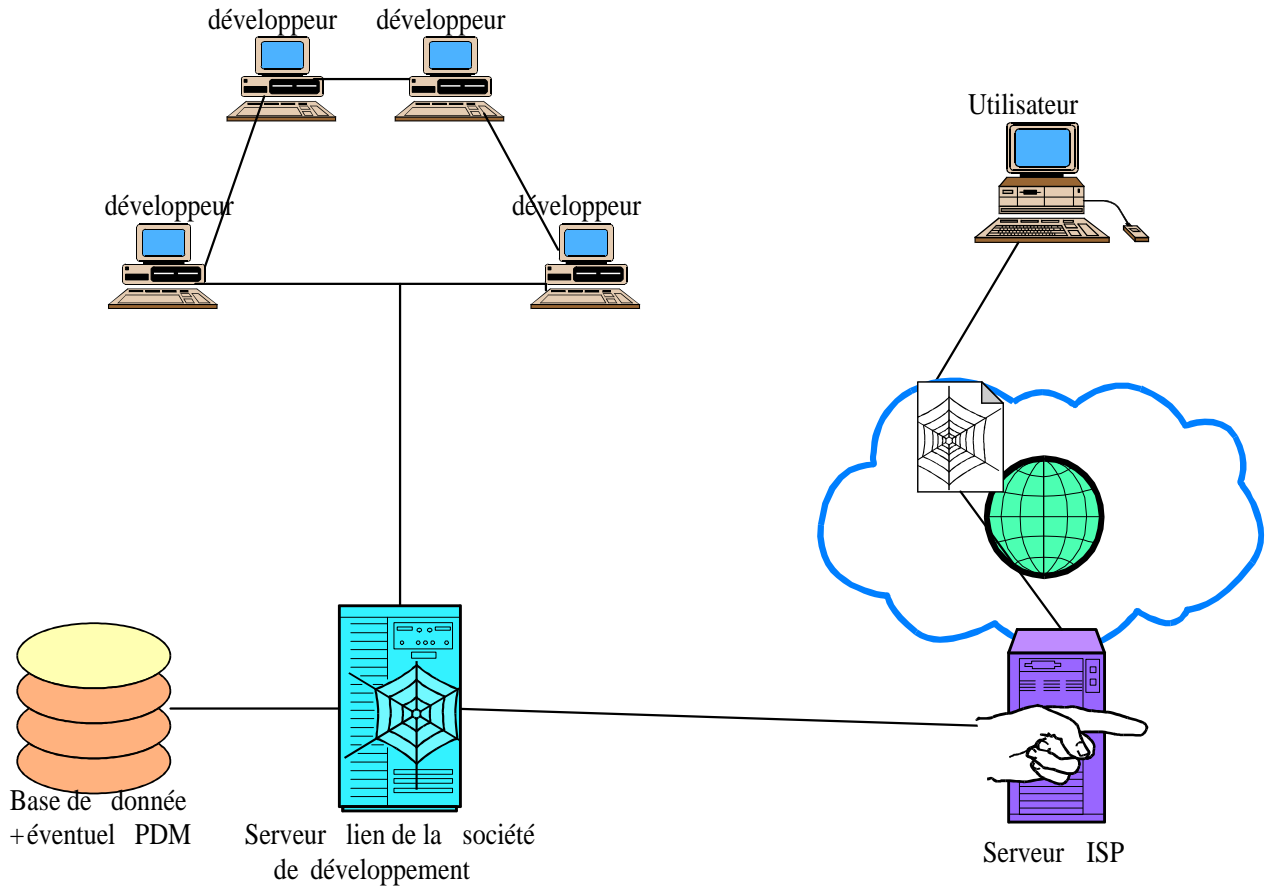 développeur
développeur
Utilisateur
développeur
développeur
Base de donnée
+éventuel PDM
Serveur lien de la société
de développement
Serveur ISP